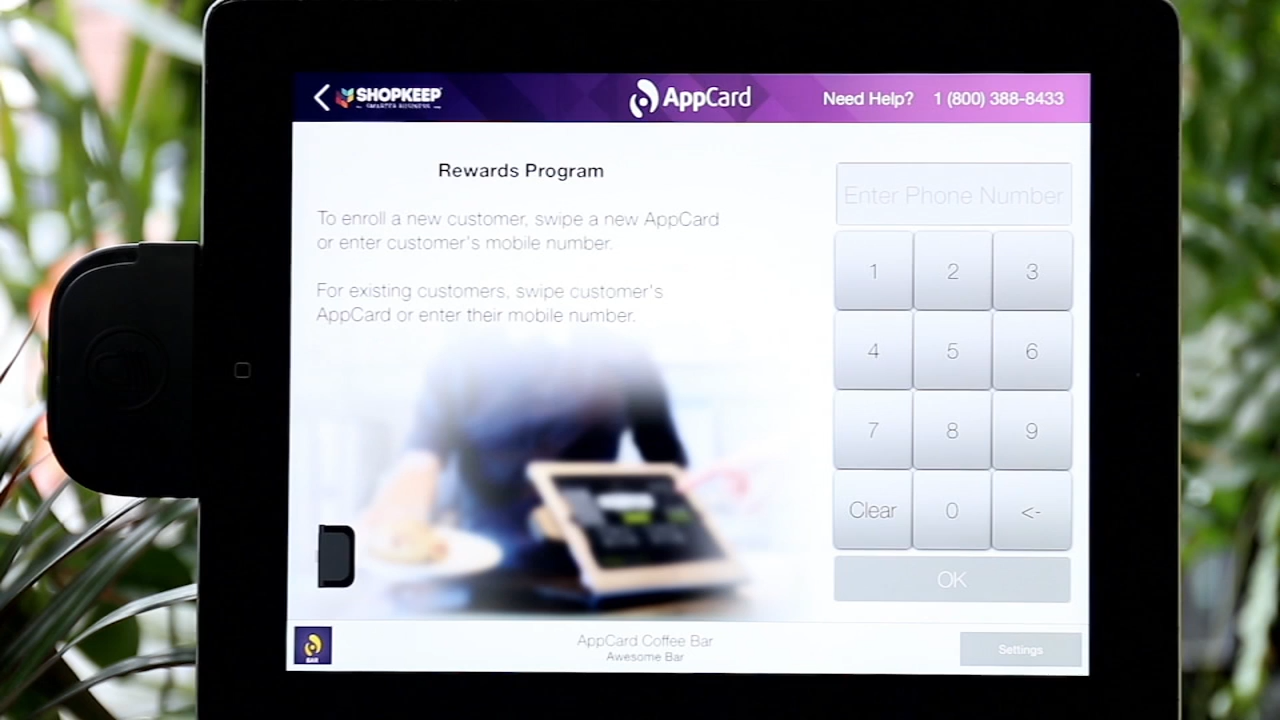 SHOPKEEP
AppCard
Need Help? 1 (800) 388-8433
Rewards Program
To enroll a new customer, swipe a new AppCard
or enter customer's mobile number.
For existing customers, swipe customer's
AppCard or enter their mobile number.
Enter Phone Number
1 2 3
4 5 6
7 8 9
Clear 0 <-
OK
BAR
AppCard Coffee Bar
Awesome Bar
Settings